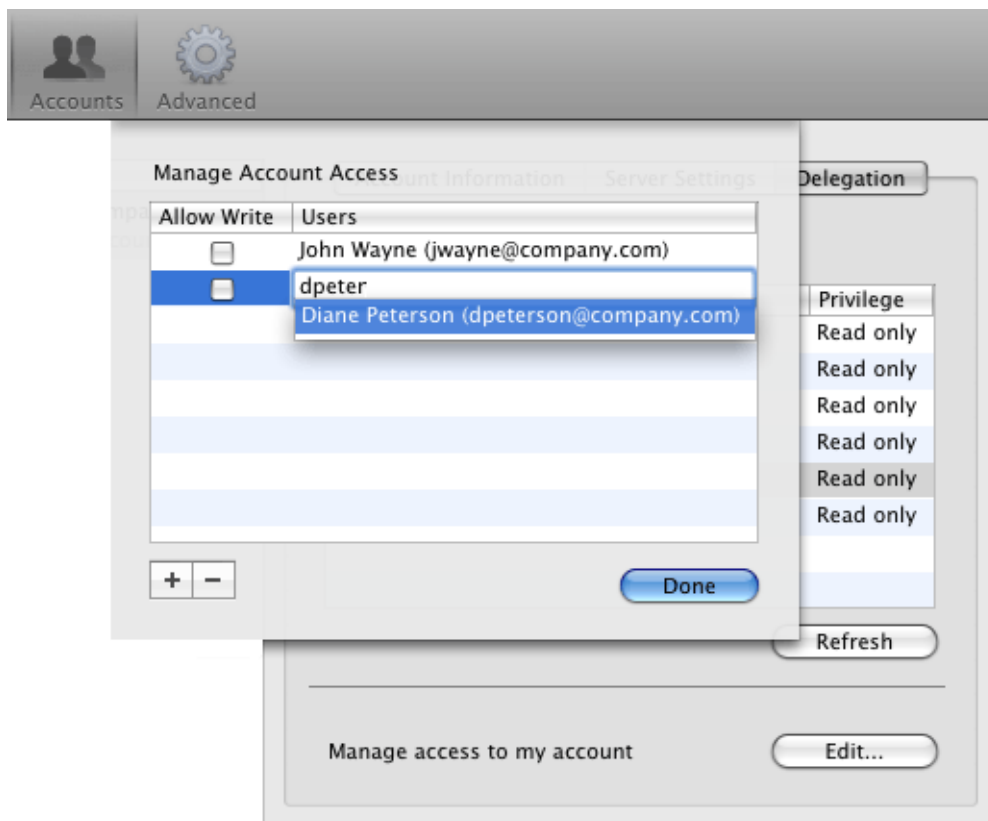 Accounts Advanced
Manage Account Access
Account Information Server Settings Delegation
Allow Write Users
John Wayne (jwayne@company.com)
dpeter
Diane Peterson (dpeterson@company.com)
Privilege
Read only
Read only
Read only
Read only
Read only
Read only
+ −
Done
Refresh
Manage access to my account Edit...